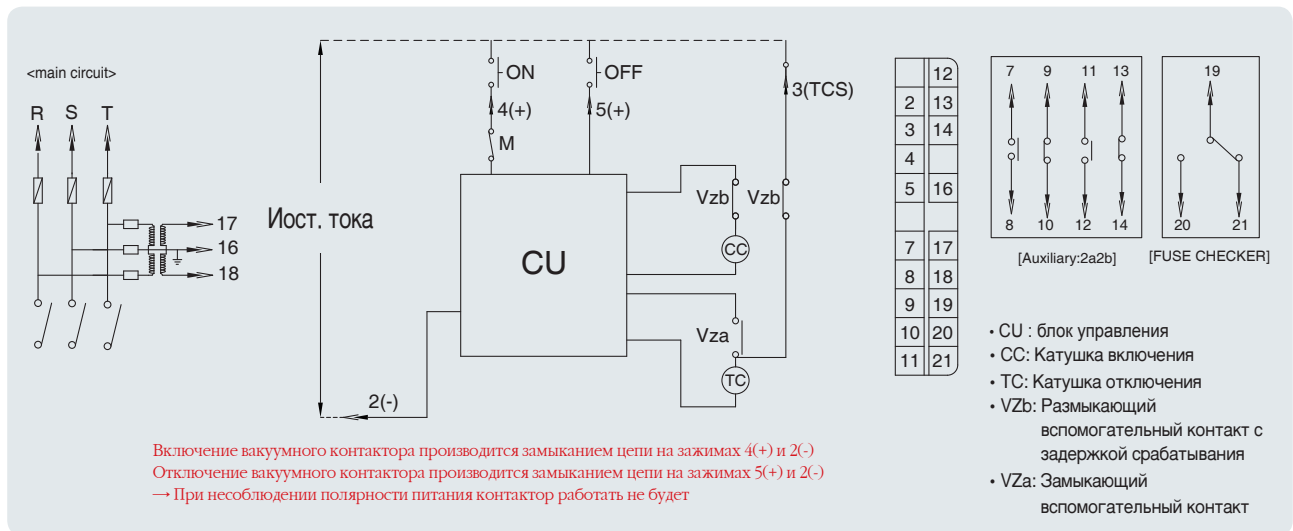 <main circuit>
R S T
17
16
18
Иост. тока
ON
OFF
4(+)
5(+)
3(TCS)
M
CU
Vzb
Vzb
CC
Vza
TC
2(-)
12
2 13
3 14
4
5 16
7 17
8 18
9 19
10 20
11 21
7 9 11 13
8 10 12 14
[Auxiliary:2a2b]
19
20 21
[FUSE CHECKER]
• CU : блок управления
• CC: Катушка включения
• TC: Катушка отключения
• VZb: Размыкающий
вспомогательный контакт с
задержкой срабатывания
• VZa: Замыкающий
вспомогательный контакт
Включение вакуумного контактора производится замыканием цепи на зажимах 4(+) и 2(-)
Отключение вакуумного контактора производится замыканием цепи на зажимах 5(+) и 2(-)
→ При несоблюдении полярности питания контактор работать не будет